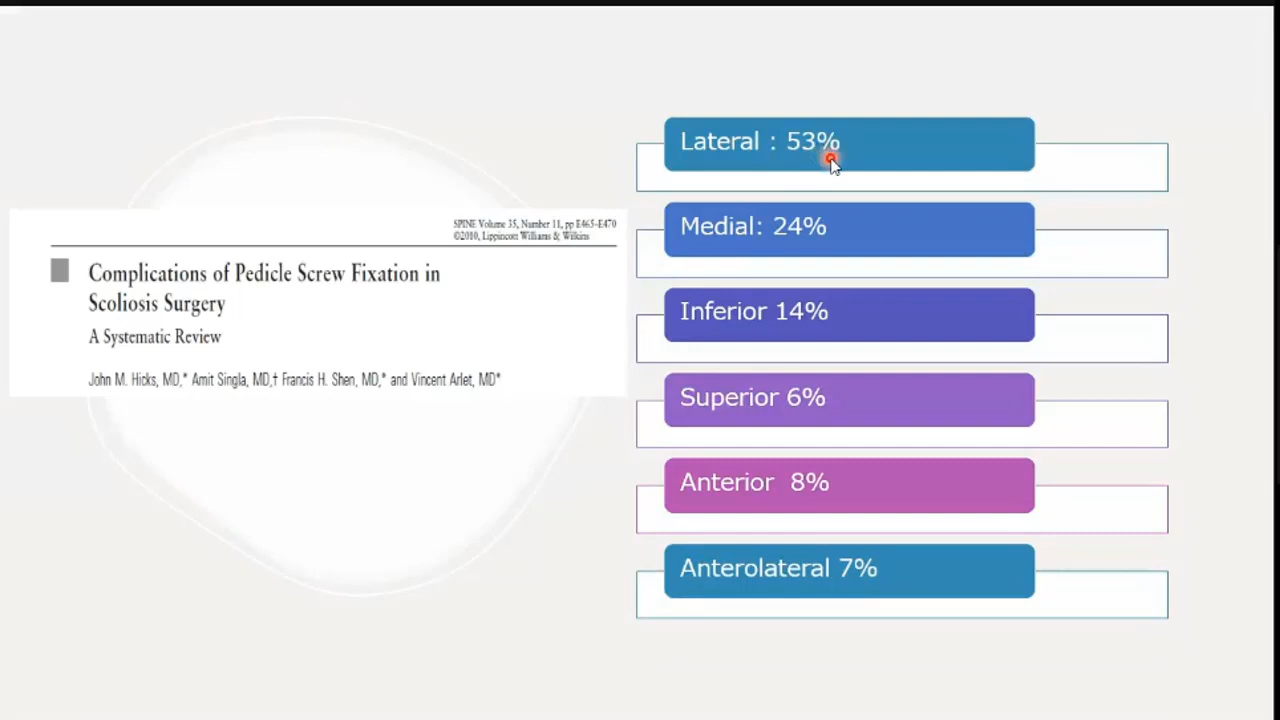 SPINE Volume 35, Number 11, pp E465–E470
©2010, Lippincott Williams & Wilkins
Complications of Pedicle Screw Fixation in
Scoliosis Surgery
A Systematic Review
John M. Hicks, MD,* Amit Singla, MD,† Francis H. Shen, MD,* and Vincent Arlet, MD*
Lateral : 53%
Medial: 24%
Inferior 14%
Superior 6%
Anterior  8%
Anterolateral 7%